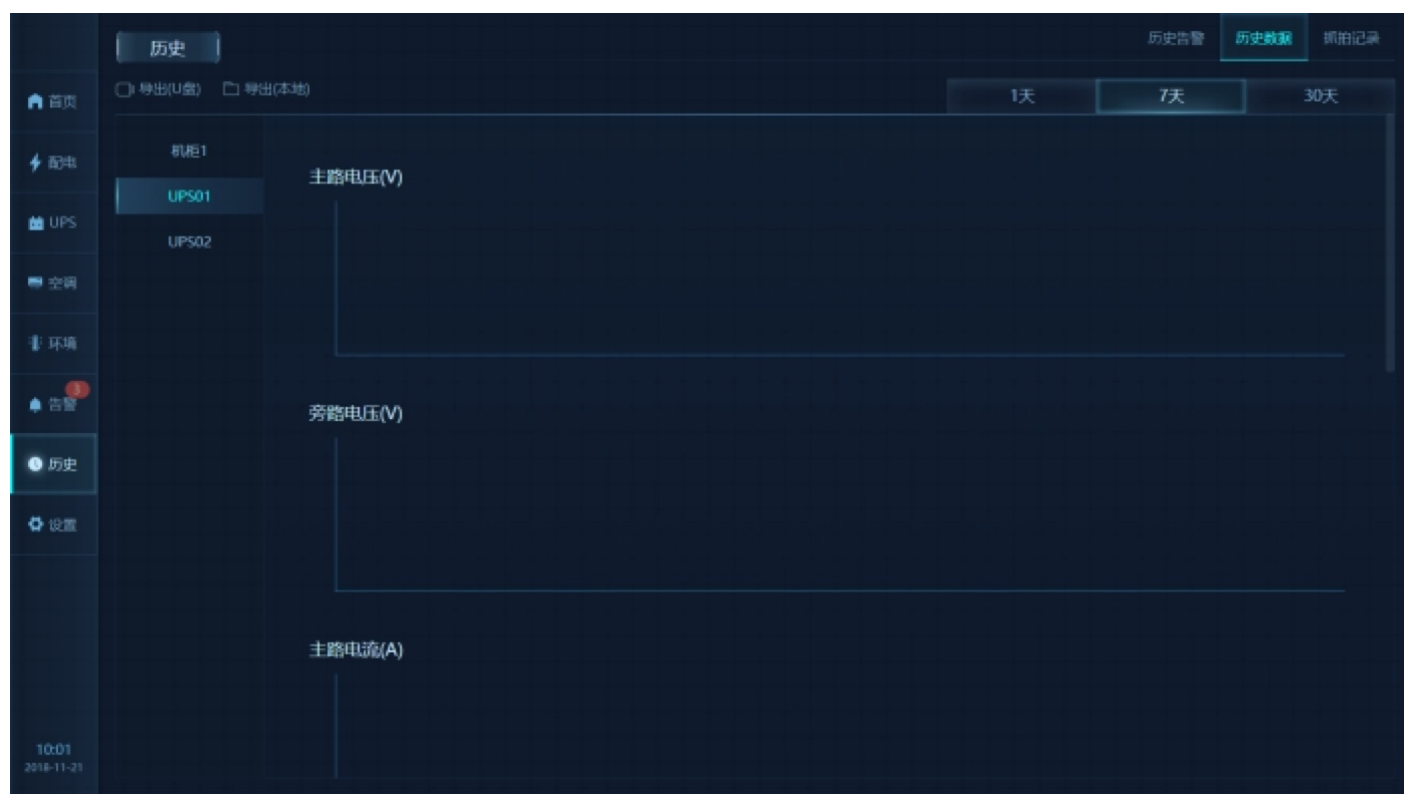 历史
历史告警
历史数据
抓拍记录
导出(U盘)
导出(本地)
1天
7天
30天
首页
配电
UPS
空调
环境
告警
3
历史
设置
10:01
2018-11-21
机柜1
UPS01
UPS02
主路电压(V)
旁路电压(V)
主路电流(A)